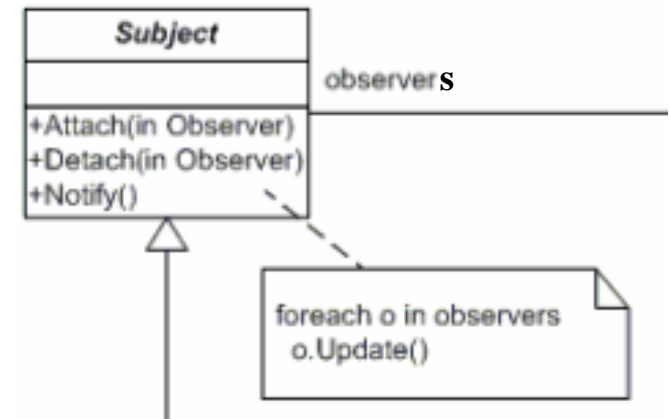 Subject
observers
+Attach(in Observer)
+Detach(in Observer)
+Notify()
foreach o in observers
o.Update()